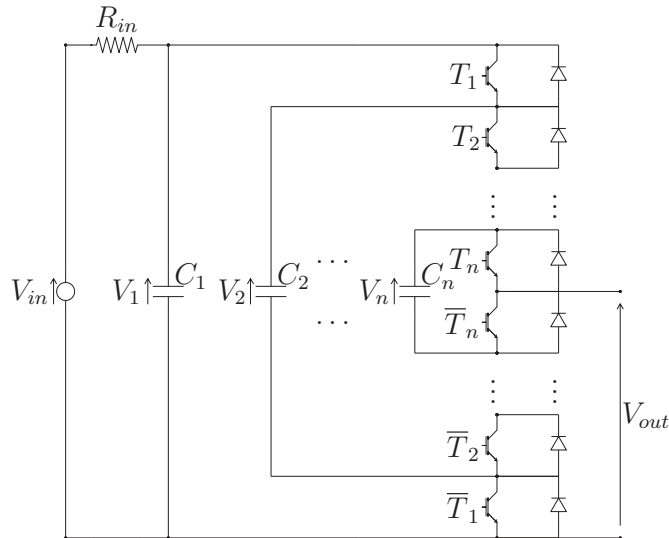 R_in
T_1
T_2
V_in
V_1
C_1
V_2
C_2
...
...
V_n
C_n
T_n
T̅_n
V_out
T̅_2
T̅_1